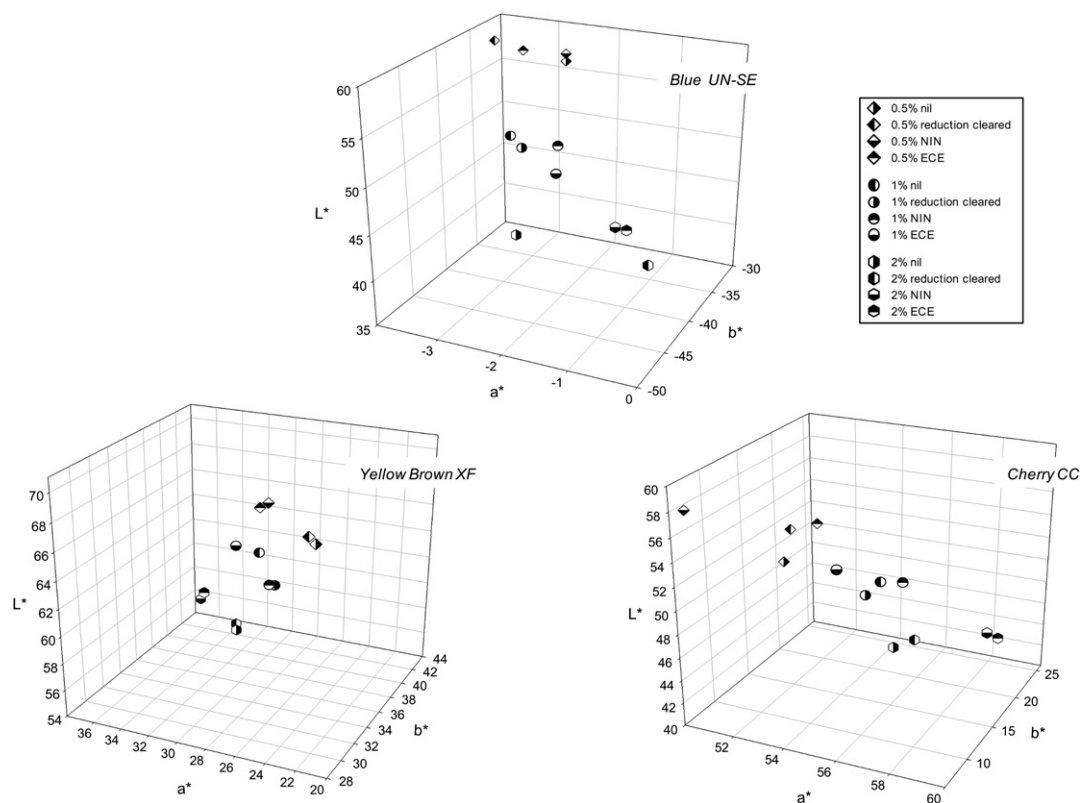 Blue UN-SE
60
55
50
45
40
35
L*
-3
-2
-1
0
a*
-30
-35
-40
-45
-50
b*
0.5% nil
0.5% reduction cleared
0.5% NIN
0.5% ECE
1% nil
1% reduction cleared
1% NIN
1% ECE
2% nil
2% reduction cleared
2% NIN
2% ECE
Yellow Brown XF
70
68
66
64
62
60
58
56
54
L*
36
34
32
30
28
26
24
22
20
a*
44
42
40
38
36
34
32
30
28
b*
Cherry CC
60
58
56
54
52
50
48
46
44
42
40
L*
52
54
56
58
60
a*
25
20
15
10
b*